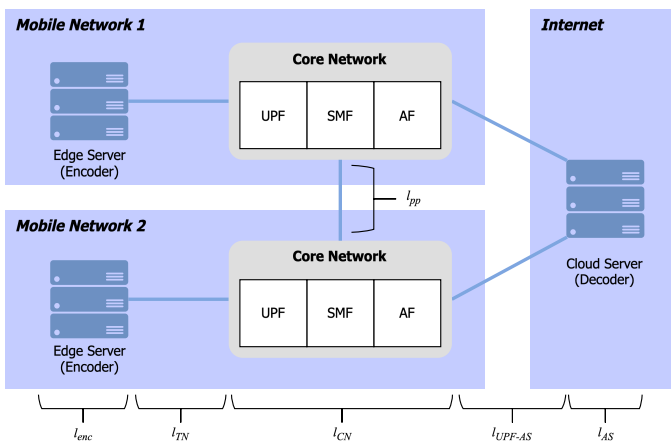 Mobile Network 1
Internet
Core Network
UPF SMF AF
Edge Server
(Encoder)
l_pp
Mobile Network 2
Core Network
Cloud Server
(Decoder)
UPF SMF AF
Edge Server
(Encoder)
l_enc l_TN l_CN l_UPF-AS l_AS